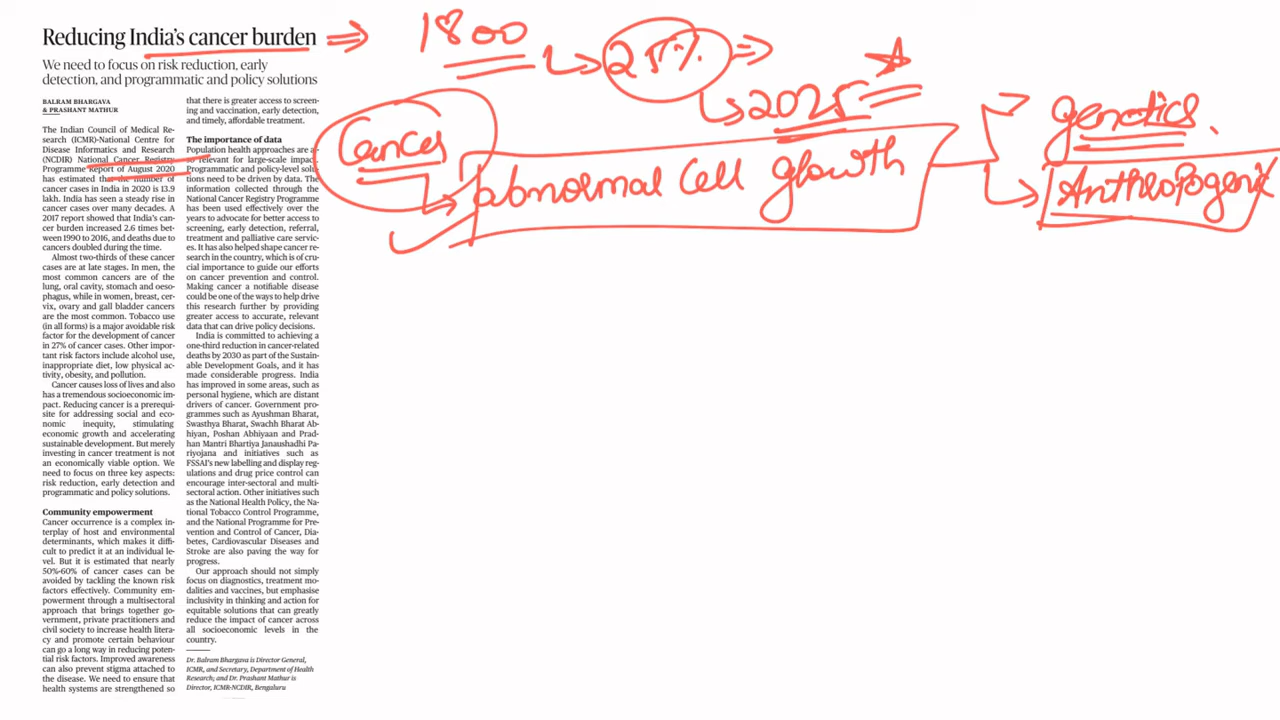 Reducing India's cancer burden
We need to focus on risk reduction, early
detection, and programmatic and policy solutions
BALRAM BHARGAVA
& PRASHANT MATHUR
The Indian Council of Medical Re-
search (ICMR)-National Centre for
Disease Informatics and Research
(NCDIR) National Cancer Registry
Programme Report of August 2020
has estimated that the number of
cancer cases in India in 2020 is 13.9
lakh. India has seen a steady rise in
cancer cases over many decades. A
2017 report showed that India's can-
cer burden increased 2.6 times bet-
ween 1990 to 2016, and deaths due to
cancers doubled during the time.
Almost two-thirds of these cancer
cases are at late stages. In men, the
most common cancers are of the
lung, oral cavity, stomach and oeso-
phagus, while in women, breast, cer-
vix, ovary and gall bladder cancers
are the most common. Tobacco use
(in all forms) is a major avoidable risk
factor for the development of cancer
in 27% of cancer cases. Other impor-
tant risk factors include alcohol use,
inappropriate diet, low physical ac-
tivity, obesity, and pollution.
Cancer causes loss of lives and also
has a tremendous socioeconomic im-
pact. Reducing cancer is a prerequi-
site for addressing social and eco-
nomic inequity, stimulating
economic growth and accelerating
sustainable development. But merely
investing in cancer treatment is not
an economically viable option. We
need to focus on three key aspects:
risk reduction, early detection and
programmatic and policy solutions.
Community empowerment
Cancer occurrence is a complex in-
terplay of host and environmental
determinants, which makes it diffi-
cult to predict it at an individual le-
vel. But it is estimated that nearly
50%-60% of cancer cases can be
avoided by tackling the known risk
factors effectively. Community em-
powerment through a multisectoral
approach that brings together go-
vernment, private practitioners and
civil society to increase health litera-
cy and promote certain behaviour
can go a long way in reducing poten-
tial risk factors. Improved awareness
can also prevent stigma attached to
the disease. We need to ensure that
health systems are strengthened so
that there is greater access to screen-
ing and vaccination, early detection,
and timely, affordable treatment.
The importance of data
Population health approaches are al-
so relevant for large-scale impact.
Programmatic and policy-level solu-
tions need to be driven by data. The
information collected through the
National Cancer Registry Programme
has been used effectively over the
years to advocate for better access to
screening, early detection, referral,
treatment and palliative care servic-
es. It has also helped shape cancer re-
search in the country, which is of cru-
cial importance to guide our efforts
on cancer prevention and control.
Making cancer a notifiable disease
could be one of the ways to help drive
this research further by providing
greater access to accurate, relevant
data that can drive policy decisions.
India is committed to achieving a
one-third reduction in cancer-related
deaths by 2030 as part of the Sustain-
able Development Goals, and it has
made considerable progress. India
has improved in some areas, such as
personal hygiene, which are distant
drivers of cancer. Government pro-
grammes such as Ayushman Bharat,
Swasthya Bharat, Swachh Bharat Ab-
hiyan, Poshan Abhiyaan and Prad-
han Mantri Bhartiya Janaushadhi Pa-
riyojana and initiatives such as
FSSAI's new labelling and display reg-
ulations and drug price control can
encourage inter-sectoral and multi-
sectoral action. Other initiatives such
as the National Health Policy, the Na-
tional Tobacco Control Programme,
and the National Programme for Pre-
vention and Control of Cancer, Dia-
betes, Cardiovascular Diseases and
Stroke are also paving the way for
progress.
Our approach should not simply
focus on diagnostics, treatment mo-
dalities and vaccines, but emphasise
inclusivity in thinking and action for
equitable solutions that can greatly
reduce the impact of cancer across
all socioeconomic levels in the
country.
Dr. Balram Bhargava is Director General,
ICMR, and Secretary, Department of Health
Research; and Dr. Prashant Mathur is
Director, ICMR-NCDIR, Bengaluru
1800
25%
2025
Cancer
abnormal Cell growth
genetics.
Anthropogenic